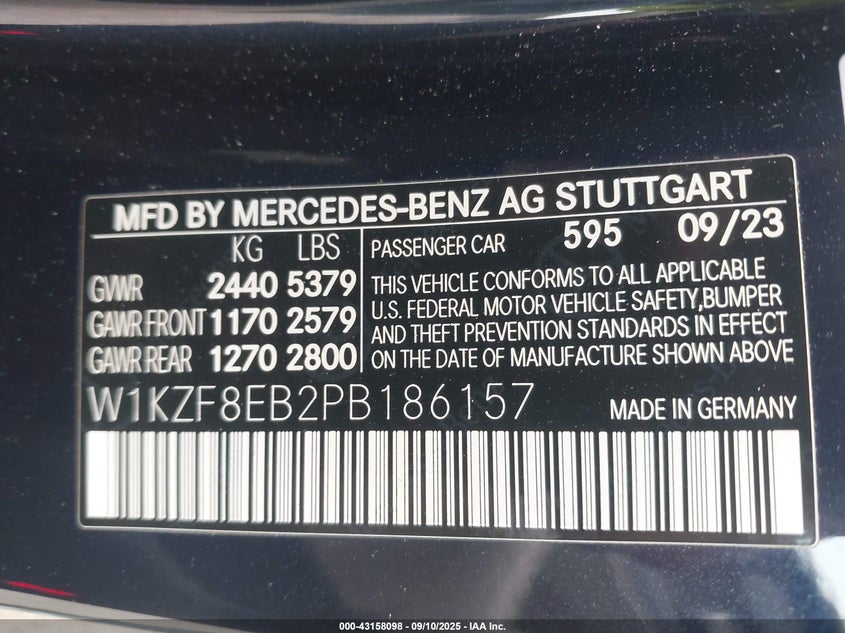 MFD BY MERCEDES-BENZ AG STUTTGART
KG LBS
GVWR 2440 5379
GAWR FRONT 1170 2579
GAWR REAR 1270 2800
PASSENGER CAR 595 09/23
THIS VEHICLE CONFORMS TO ALL APPLICABLE
U.S. FEDERAL MOTOR VEHICLE SAFETY,BUMPER
AND THEFT PREVENTION STANDARDS IN EFFECT
ON THE DATE OF MANUFACTURE SHOWN ABOVE
W1KZF8EB2PB186157 MADE IN GERMANY
000-43158098 - 09/10/2025 - IAA Inc.